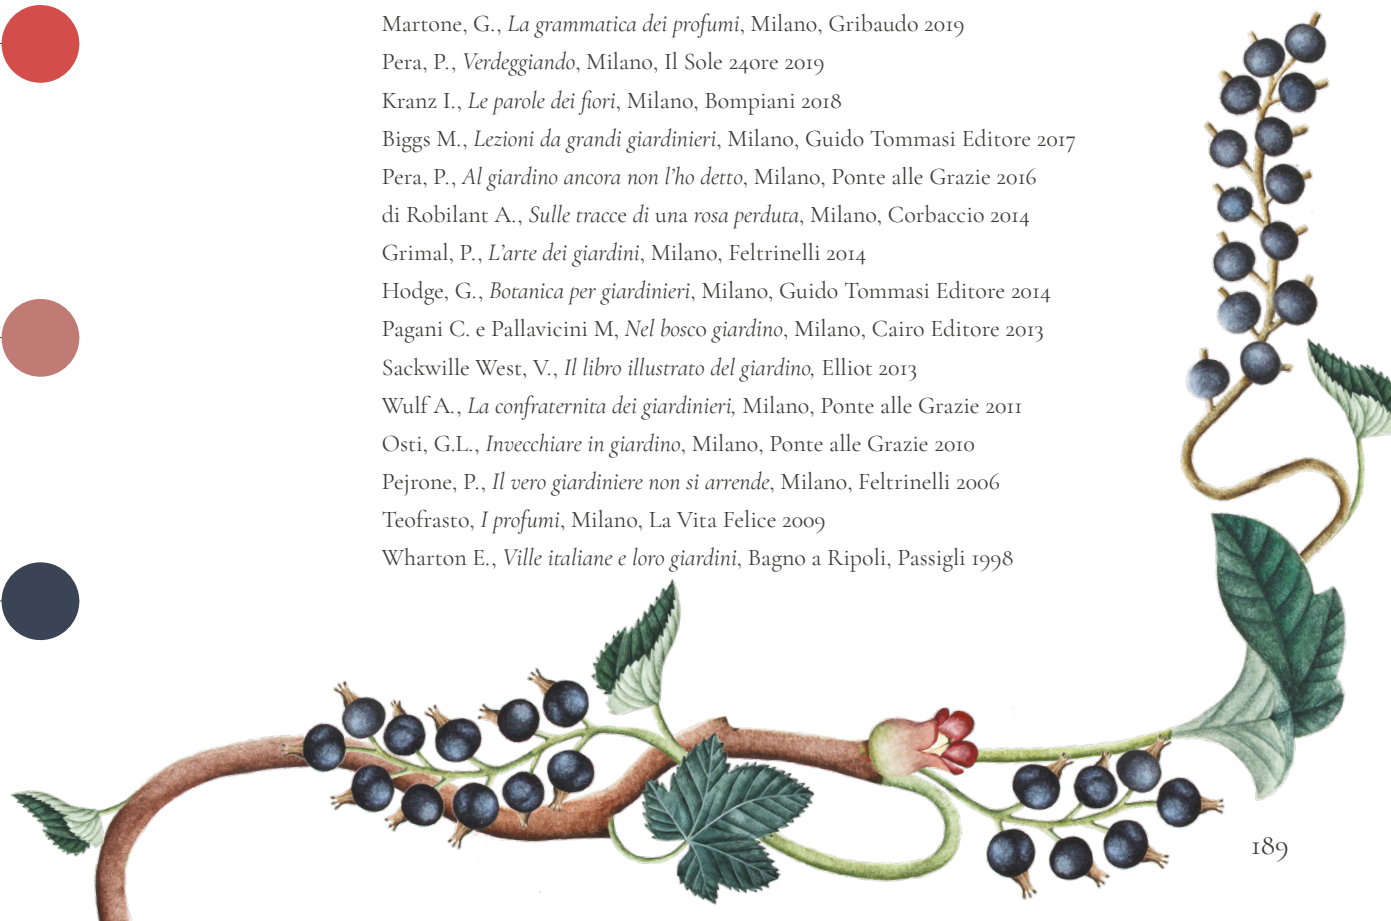 Martone, G., La grammatica dei profumi, Milano, Gribaudo 2019
Pera, P., Verdeggiando, Milano, Il Sole 24ore 2019
Kranz I., Le parole dei fiori, Milano, Bompiani 2018
Biggs M., Lezioni da grandi giardinieri, Milano, Guido Tommasi Editore 2017
Pera, P., Al giardino ancora non l’ho detto, Milano, Ponte alle Grazie 2016
di Robilant A., Sulle tracce di una rosa perduta, Milano, Corbaccio 2014
Grimal, P., L’arte dei giardini, Milano, Feltrinelli 2014
Hodge, G., Botanica per giardinieri, Milano, Guido Tommasi Editore 2014
Pagani C. e Pallavicini M, Nel bosco giardino, Milano, Cairo Editore 2013
Sackwille West, V., Il libro illustrato del giardino, Elliot 2013
Wulf A., La confraternita dei giardinieri, Milano, Ponte alle Grazie 2011
Osti, G.L., Invecchiare in giardino, Milano, Ponte alle Grazie 2010
Pejrone, P., Il vero giardiniere non si arrende, Milano, Feltrinelli 2006
Teofrasto, I profumi, Milano, La Vita Felice 2009
Wharton E., Ville italiane e loro giardini, Bagno a Ripoli, Passigli 1998
189